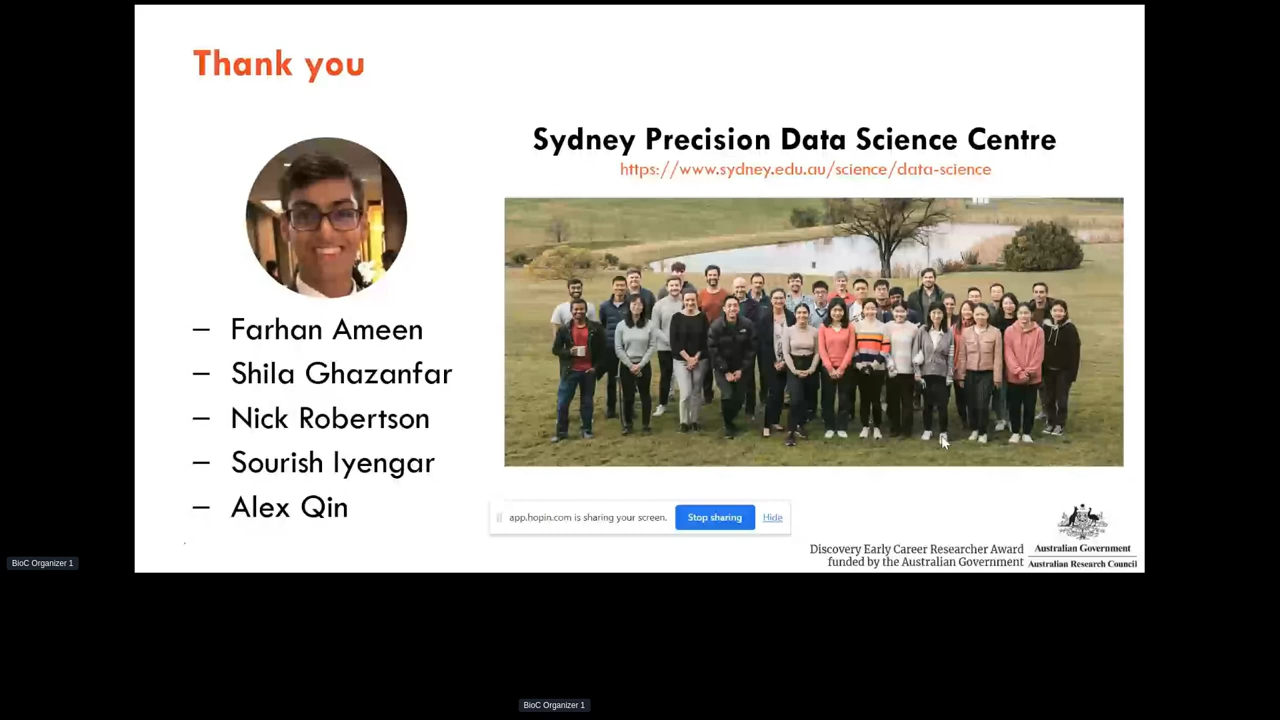 Thank you
Sydney Precision Data Science Centre
https://www.sydney.edu.au/science/data-science
– Farhan Ameen
– Shila Ghazanfar
– Nick Robertson
– Sourish Iyengar
– Alex Qin
app.hopin.com is sharing your screen.
Stop sharing
Hide
Discovery Early Career Researcher Award
funded by the Australian Government
Australian Government
Australian Research Council
BioC Organizer 1
BioC Organizer 1